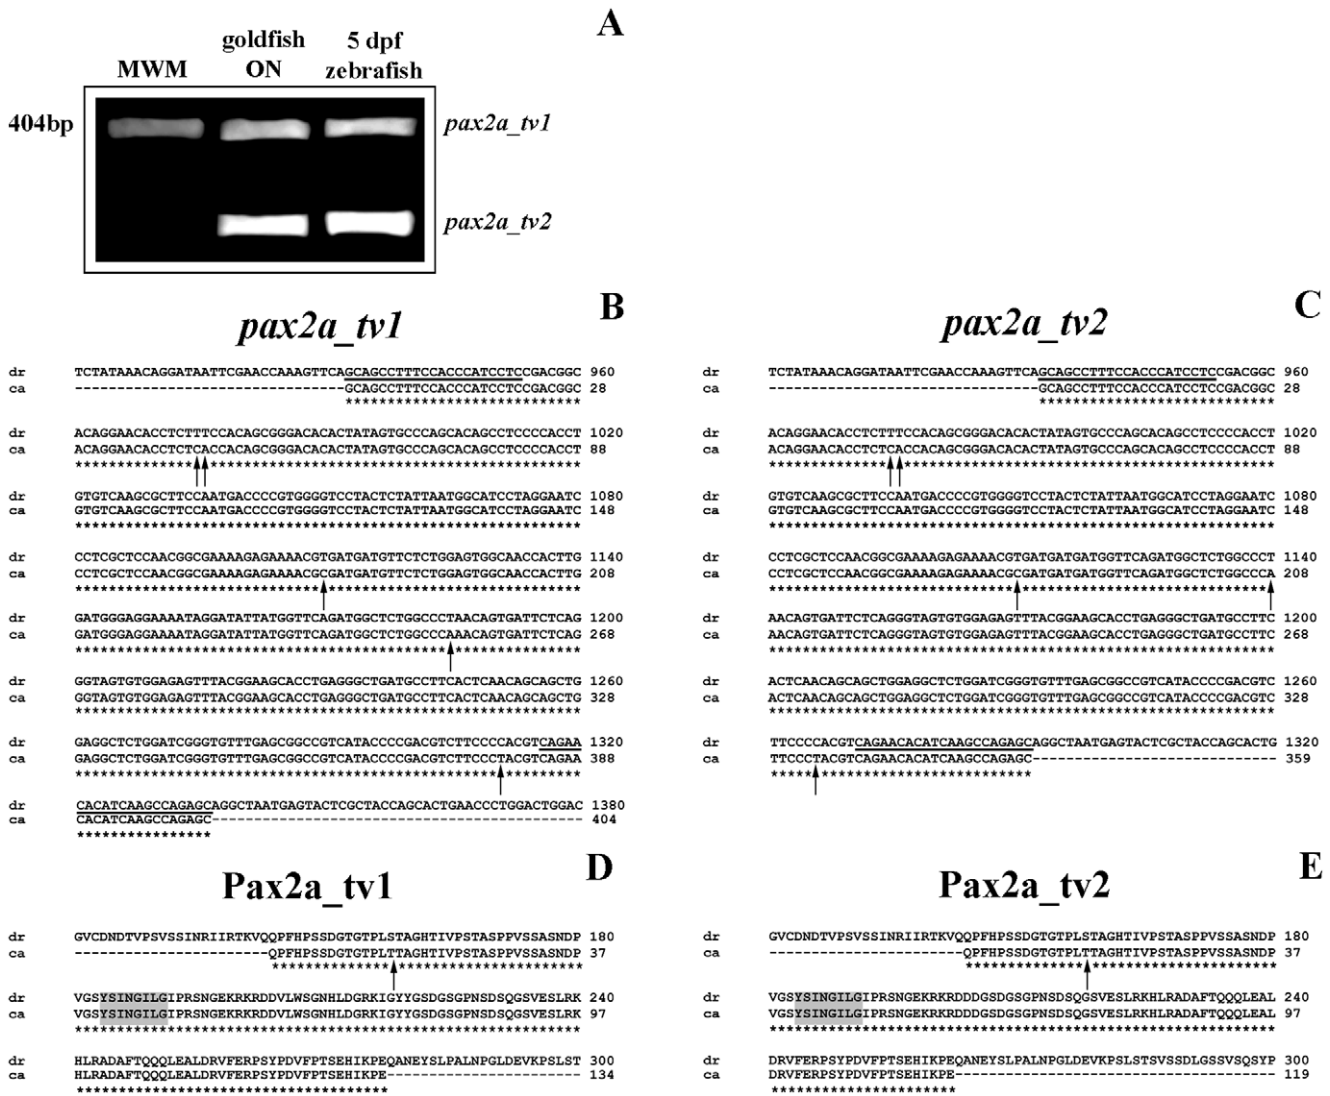 A
goldfish 5 dpf
MWM ON zebrafish
404bp pax2a_tv1
pax2a_tv2
B
pax2a_tv1
dr TCTATAAACAGGATAATTCGAACCAAAGTTCAGCAGCCTTTCCACCCATCCTCCGACGGC 960
ca --------------------------------GCAGCCTTTCCACCCATCCTCCGACGGC 28
****************************
dr ACAGGAACACCTCTTTCCACAGCGGGACACACTATAGTGCCCAGCACAGCCTCCCCACCT 1020
ca ACAGGAACACCTCTCACCACAGCGGGACACACTATAGTGCCCAGCACAGCCTCCCCACCT 88
************************************************************
dr GTGTCAAGCGCTTCCAATGACCCCGTGGGGTCCTACTCTATTAATGGCATCCTAGGAATC 1080
ca GTGTCAAGCGCTTCCAATGACCCCGTGGGGTCCTACTCTATTAATGGCATCCTAGGAATC 148
************************************************************
dr CCTCGCTCCAACGGCGAAAAGAGAAAACGTGATGATGTTCTCTGGAGTGGCAACCACTTG 1140
ca CCTCGCTCCAACGGCGAAAAGAGAAAACGCGATGATGTTCTCTGGAGTGGCAACCACTTG 208
************************************************************
dr GATGGGAGGAAAATAGGATATTATGGTTCAGATGGCTCTGGCCCTAACAGTGATTCTCAG 1200
ca GATGGGAGGAAAATAGGATATTATGGTTCAGATGGCTCTGGCCCAAACAGTGATTCTCAG 268
************************************************************
dr GGTAGTGTGGAGAGTTTACGGAAGCACCTGAGGGCTGATGCCTTCACTCAACAGCAGCTG 1260
ca GGTAGTGTGGAGAGTTTACGGAAGCACCTGAGGGCTGATGCCTTCACTCAACAGCAGCTG 328
************************************************************
dr GAGGCTCTGGATCGGGTGTTTGAGCGGCCGTCATACCCCGACGTCTTCCCCACGTCAGAA 1320
ca GAGGCTCTGGATCGGGTGTTTGAGCGGCCGTCATACCCCGACGTCTTCCCTACGTCAGAA 388
************************************************************
dr CACATCAAGCCAGAGCAGGCTAATGAGTACTCGCTACCAGCACTGAACCCTGGACTGGAC 1380
ca CACATCAAGCCAGAGC-------------------------------------------- 404
****************
C
pax2a_tv2
dr TCTATAAACAGGATAATTCGAACCAAAGTTCAGCAGCCTTTCCACCCATCCTCCGACGGC 960
ca --------------------------------GCAGCCTTTCCACCCATCCTCCGACGGC 28
****************************
dr ACAGGAACACCTCTTTCCACAGCGGGACACACTATAGTGCCCAGCACAGCCTCCCCACCT 1020
ca ACAGGAACACCTCTCACCACAGCGGGACACACTATAGTGCCCAGCACAGCCTCCCCACCT 88
************************************************************
dr GTGTCAAGCGCTTCCAATGACCCCGTGGGGTCCTACTCTATTAATGGCATCCTAGGAATC 1080
ca GTGTCAAGCGCTTCCAATGACCCCGTGGGGTCCTACTCTATTAATGGCATCCTAGGAATC 148
************************************************************
dr CCTCGCTCCAACGGCGAAAAGAGAAAACGTGATGATGATGGTTCAGATGGCTCTGGCCCT 1140
ca CCTCGCTCCAACGGCGAAAAGAGAAAACGCGATGATGATGGTTCAGATGGCTCTGGCCCA 208
************************************************************
dr AACAGTGATTCTCAGGGTAGTGTGGAGAGTTTACGGAAGCACCTGAGGGCTGATGCCTTC 1200
ca AACAGTGATTCTCAGGGTAGTGTGGAGAGTTTACGGAAGCACCTGAGGGCTGATGCCTTC 268
************************************************************
dr ACTCAACAGCAGCTGGAGGCTCTGGATCGGGTGTTTGAGCGGCCGTCATACCCCGACGTC 1260
ca ACTCAACAGCAGCTGGAGGCTCTGGATCGGGTGTTTGAGCGGCCGTCATACCCCGACGTC 328
************************************************************
dr TTCCCCACGTCAGAACACATCAAGCCAGAGCAGGCTAATGAGTACTCGCTACCAGCACTG 1320
ca TTCCCTACGTCAGAACACATCAAGCCAGAGC----------------------------- 359
*******************************
D
Pax2a_tv1
dr GVCDNDTVPSVSSINRIIRTKVQQPFHPSSDGTGTPLSTAGHTIVPSTASPPVSSASNDP 180
ca -----------------------QPFHPSSDGTGTPLTTAGHTIVPSTASPPVSSASNDP 37
*************************************
dr VGSYSINGILGIPRSNGEKRKRDDVLWSGNHLDGRKIGYYGSDGSGPNSDSQGSVESLRK 240
ca VGSYSINGILGIPRSNGEKRKRDDVLWSGNHLDGRKIGYYGSDGSGPNSDSQGSVESLRK 97
************************************************************
dr HLRADAFTQQQLEALDRVFERPSYPDVFPTSEHIKPEQANEYSLPALNPGLDEVKPSLST 300
ca HLRADAFTQQQLEALDRVFERPSYPDVFPTSEHIKPE----------------------- 134
*************************************
E
Pax2a_tv2
dr GVCDNDTVPSVSSINRIIRTKVQQPFHPSSDGTGTPLSTAGHTIVPSTASPPVSSASNDP 180
ca -----------------------QPFHPSSDGTGTPLTTAGHTIVPSTASPPVSSASNDP 37
*************************************
dr VGSYSINGILGIPRSNGEKRKRDDDGSDGSGPNSDSQGSVESLRKHLRADAFTQQQLEAL 240
ca VGSYSINGILGIPRSNGEKRKRDDDGSDGSGPNSDSQGSVESLRKHLRADAFTQQQLEAL 97
************************************************************
dr DRVFERPSYPDVFPTSEHIKPEQANEYSLPALNPGLDEVKPSLSTSVSSDLGSSVSQSYP 300
ca DRVFERPSYPDVFPTSEHIKPE-------------------------------------- 119
**********************